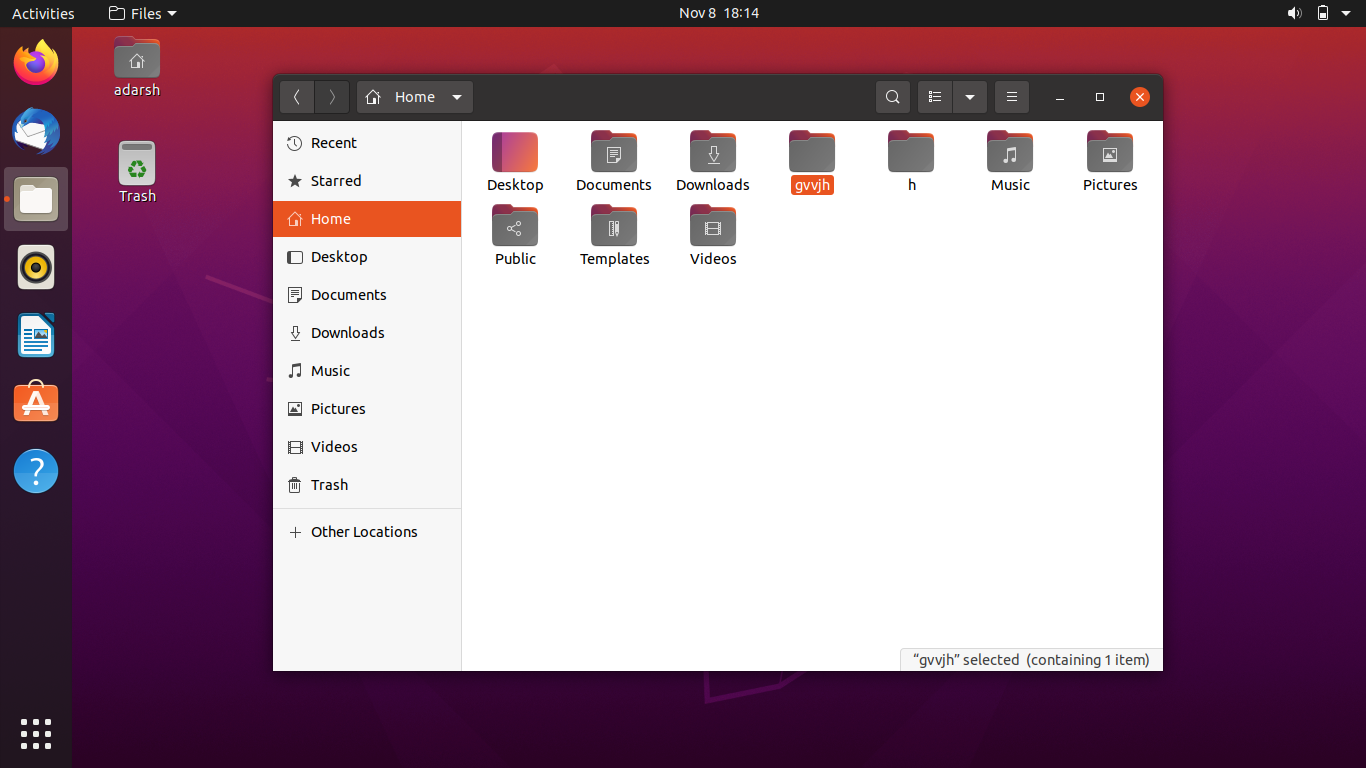 Activities
Files
Nov 8 18:14
adarsh
Trash
Home
Recent
Starred
Home
Desktop
Documents
Downloads
Music
Pictures
Videos
Trash
Other Locations
Desktop
Documents
Downloads
gvvjh
h
Music
Pictures
Public
Templates
Videos
“gvvjh” selected (containing 1 item)